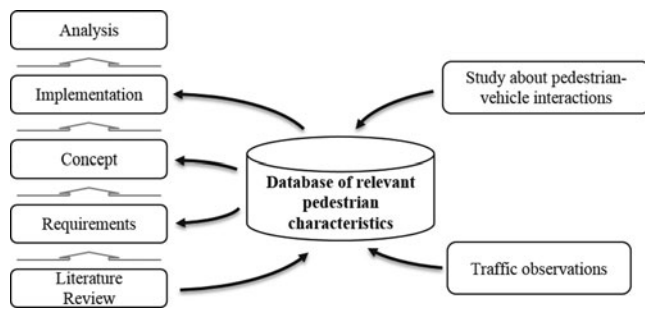 Analysis
Implementation
Concept
Requirements
Literature
Review
Database of relevant
pedestrian
characteristics
Study about pedestrian-
vehicle interactions
Traffic observations